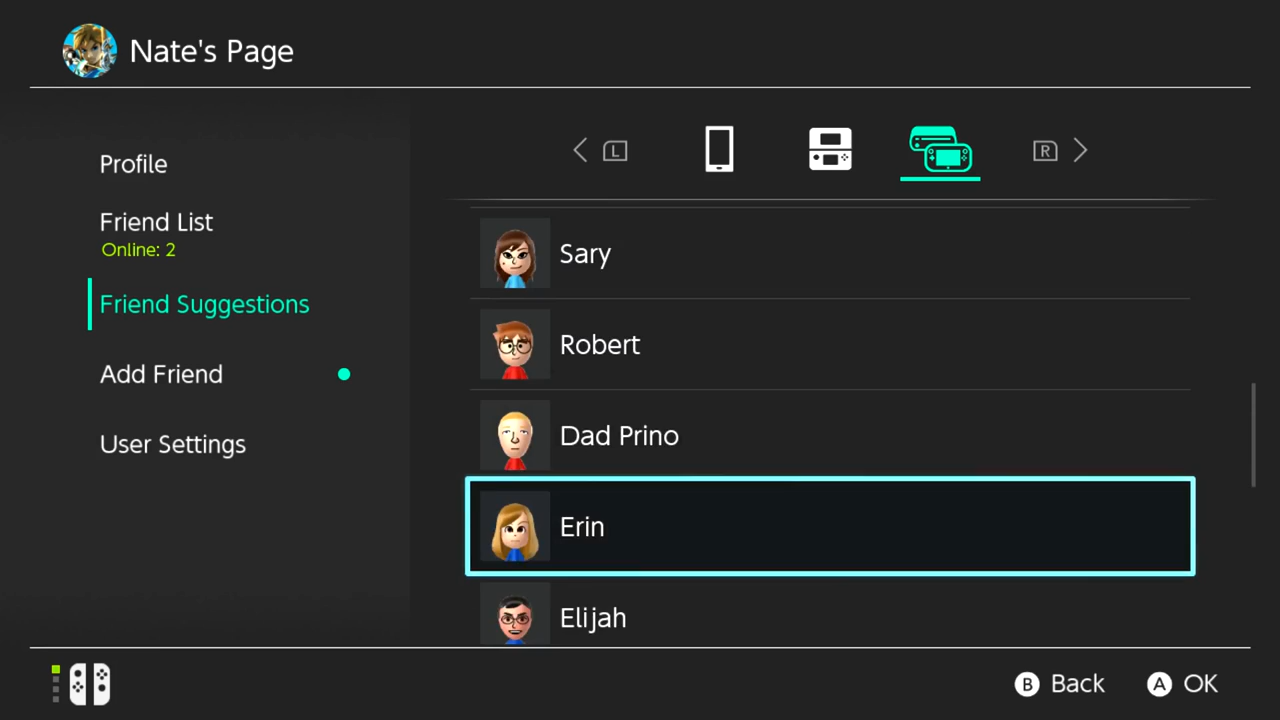 Nate's Page
Profile
Friend List
Online: 2
Friend Suggestions
Add Friend
User Settings
L
R
Sary
Robert
Dad Prino
Erin
Elijah
B Back
A OK